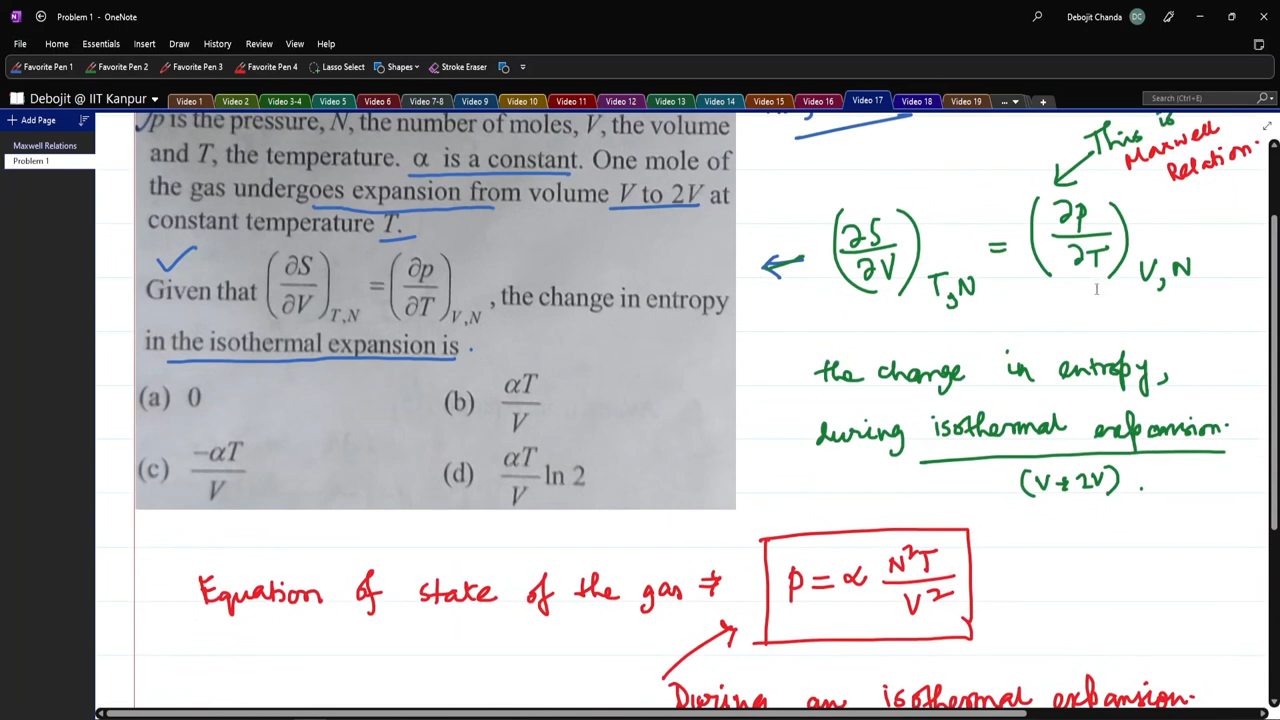 Problem 1 - OneNote
Debojit Chanda DC
File Home Essentials Insert Draw History Review View Help
Favorite Pen 1 Favorite Pen 2 Favorite Pen 3 Favorite Pen 4 Lasso Select Shapes Stroke Eraser
Debojit @ IIT Kanpur Video 1 Video 2 Video 3-4 Video 5 Video 6 Video 7-8 Video 9 Video 10 Video 11 Video 12 Video 13 Video 14 Video 15 Video 16 Video 17 Video 18 Video 19 ... + Search (Ctrl+E)
+ Add Page
Maxwell Relations
Problem 1
p is the pressure, N, the number of moles, V, the volume
and T, the temperature. α is a constant. One mole of
the gas undergoes expansion from volume V to 2V at
constant temperature T.
Given that (∂S/∂V)_T,N = (∂p/∂T)_V,N, the change in entropy
in the isothermal expansion is
(a) 0 (b) αT/V
(c) -αT/V (d) αT/V ln 2
This is
Maxwell
Relation.
(∂S/∂V)_T,N = (∂p/∂T)_V,N
the change in entropy,
during isothermal expansion.
(V → 2V).
Equation of state of the gas ⇒ p = α N²T/V²
During an isothermal expansion.